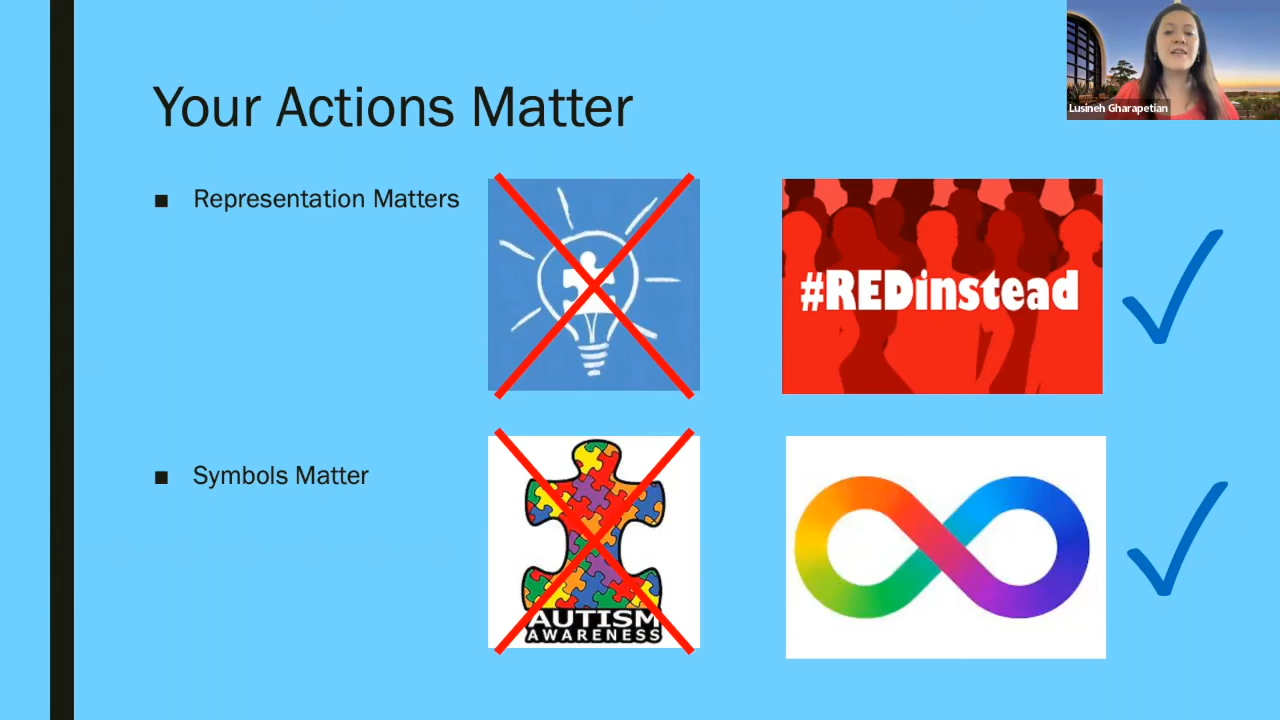 Your Actions Matter
Lusineh Gharapetian
■ Representation Matters
#REDinstead
■ Symbols Matter
AUTISM
AWARENESS